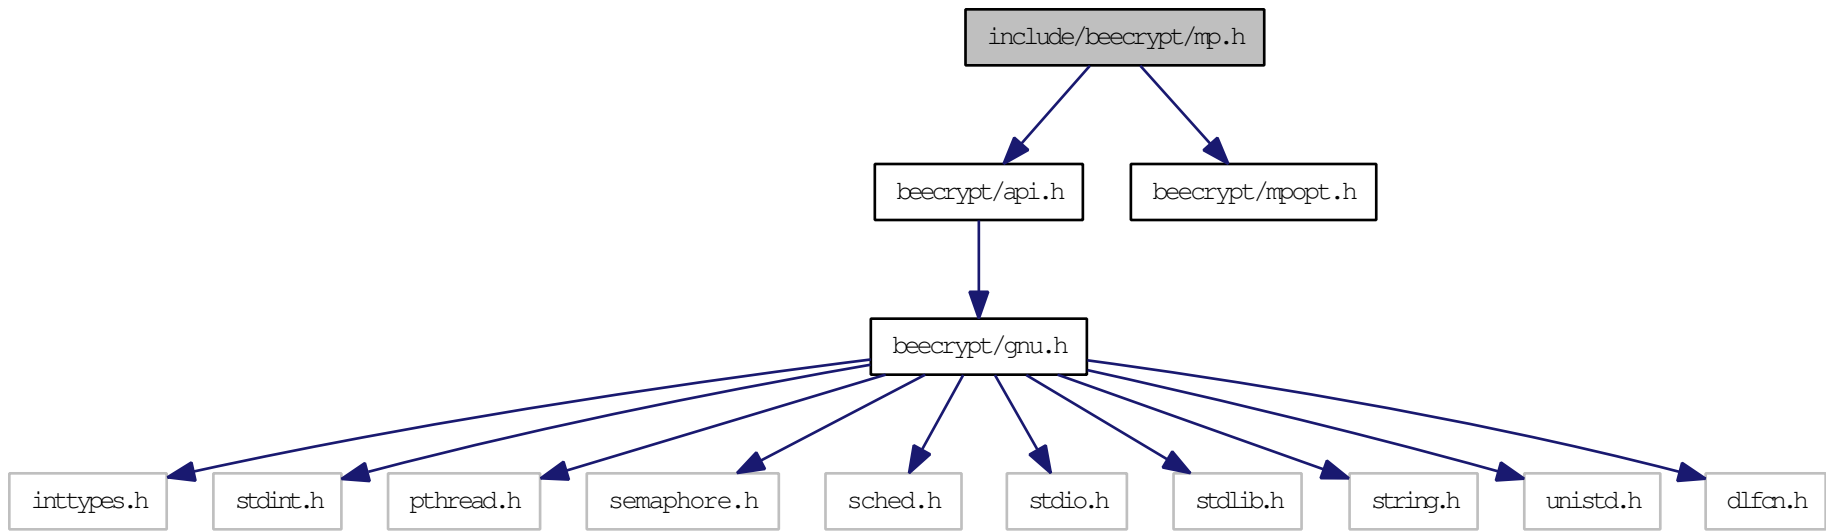 include/beecrypt/mp.h
beecrypt/api.h
beecrypt/mpopt.h
beecrypt/gnu.h
inttypes.h
stdint.h
pthread.h
semaphore.h
sched.h
stdio.h
stdlib.h
string.h
unistd.h
dlfcn.h